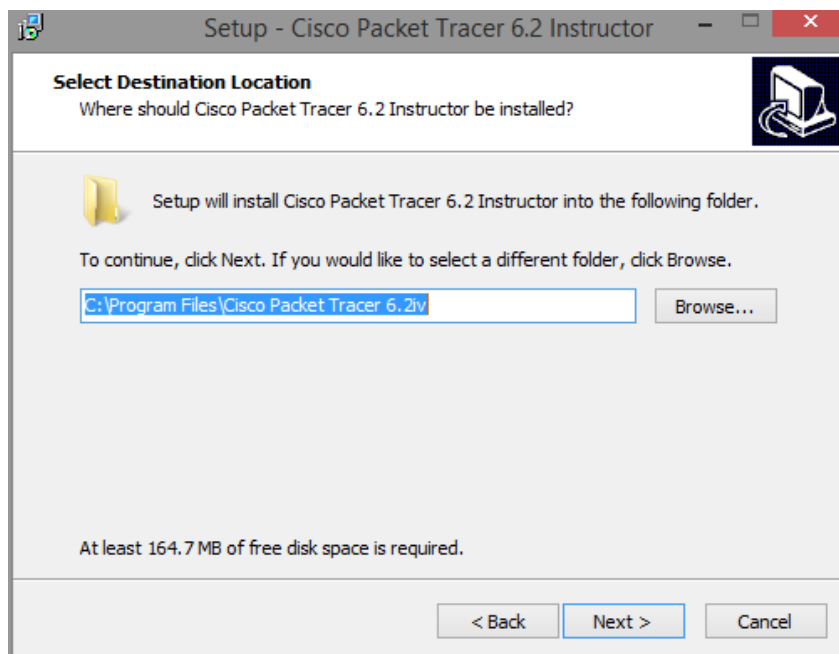 Setup - Cisco Packet Tracer 6.2 Instructor
Select Destination Location
Where should Cisco Packet Tracer 6.2 Instructor be installed?
Setup will install Cisco Packet Tracer 6.2 Instructor into the following folder.
To continue, click Next. If you would like to select a different folder, click Browse.
C:\Program Files\Cisco Packet Tracer 6.2iv
Browse...
At least 164.7 MB of free disk space is required.
< Back Next > Cancel